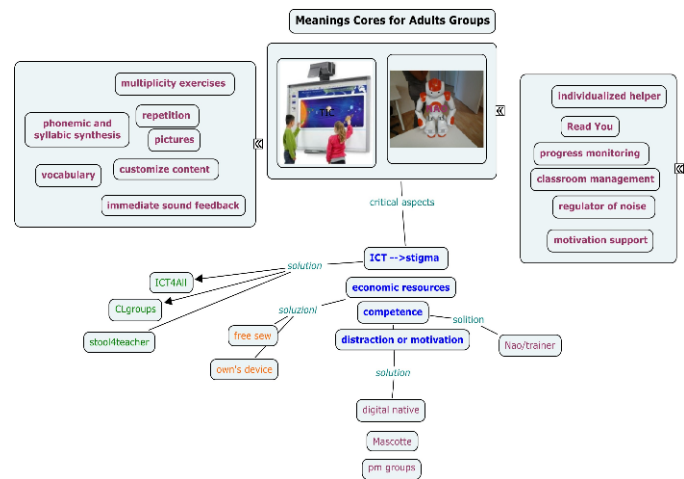 Meanings Cores for Adults Groups
multiplicity exercises
repetition
phonemic and
syllabic synthesis
pictures
customize content
vocabulary
immediate sound feedback
TIC
individualized helper
Read You
progress monitoring
classroom management
regulator of noise
motivation support
critical aspects
ICT -->stigma
solution
economic resources
soluzioni
competence
solition
distraction or motivation
ICT4All
CLgroups
stool4teacher
free sew
own's device
Nao/trainer
solution
digital native
Mascotte
pm groups